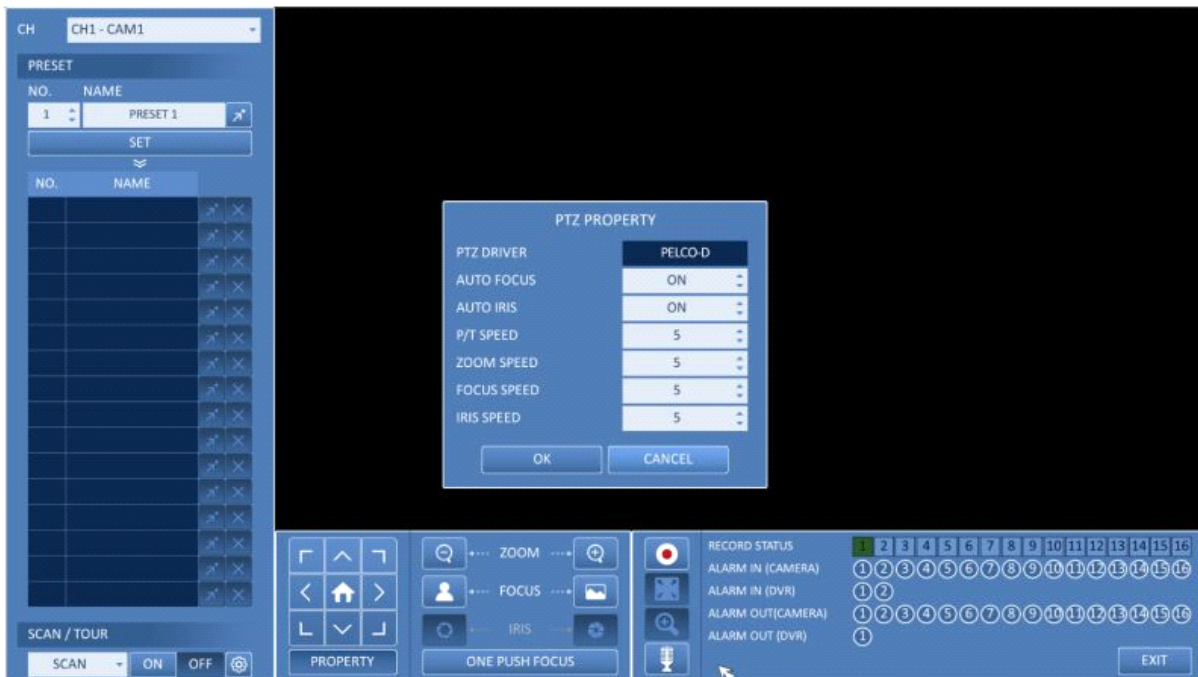 CH CH1 - CAM1
PRESET
NO. NAME
1 PRESET 1
SET
NO. NAME
SCAN / TOUR
SCAN ON OFF
PTZ PROPERTY
PTZ DRIVER PELCO-D
AUTO FOCUS ON
AUTO IRIS ON
P/T SPEED 5
ZOOM SPEED 5
FOCUS SPEED 5
IRIS SPEED 5
OK CANCEL
ZOOM
FOCUS
IRIS
PROPERTY ONE PUSH FOCUS
RECORD STATUS 1 2 3 4 5 6 7 8 9 10 11 12 13 14 15 16
ALARM IN (CAMERA) 1 2 3 4 5 6 7 8 9 10 11 12 13 14 15 16
ALARM IN (DVR) 1 2
ALARM OUT(CAMERA) 1 2 3 4 5 6 7 8 9 10 11 12 13 14 15 16
ALARM OUT (DVR) 1
EXIT